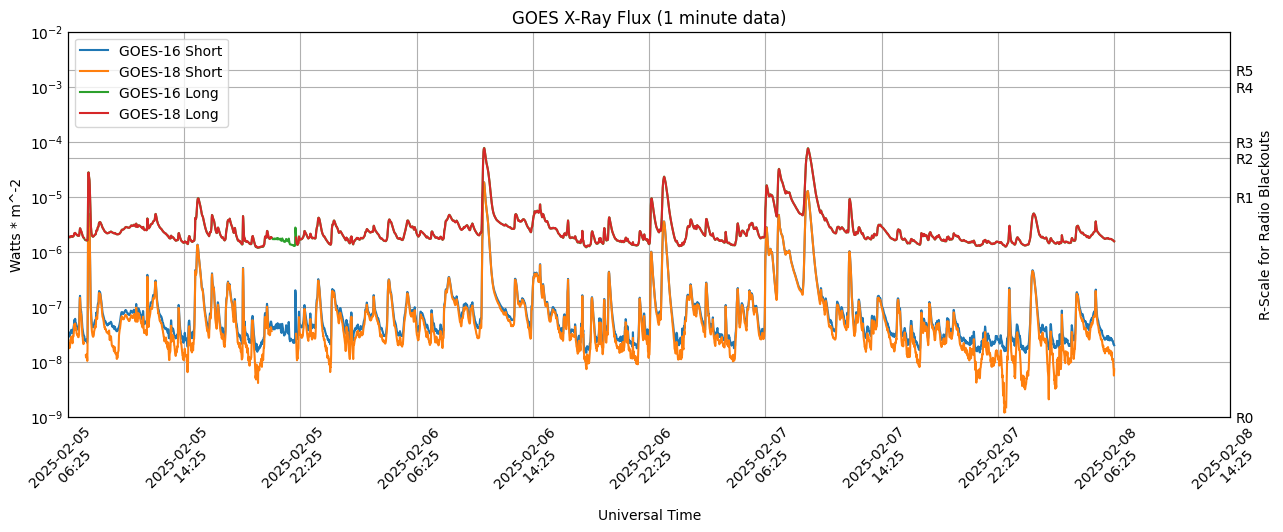 GOES X-Ray Flux (1 minute data)
10^-2
10^-3
10^-4
10^-5
10^-6
10^-7
10^-8
10^-9
Watts * m^-2
GOES-16 Short
GOES-18 Short
GOES-16 Long
GOES-18 Long
R5
R4
R3
R2
R1
R0
R-Scale for Radio Blackouts
2025-02-05
06:25
2025-02-05
14:25
2025-02-05
22:25
2025-02-06
06:25
2025-02-06
14:25
2025-02-06
22:25
2025-02-07
06:25
2025-02-07
14:25
2025-02-07
22:25
2025-02-08
06:25
2025-02-08
14:25
Universal Time